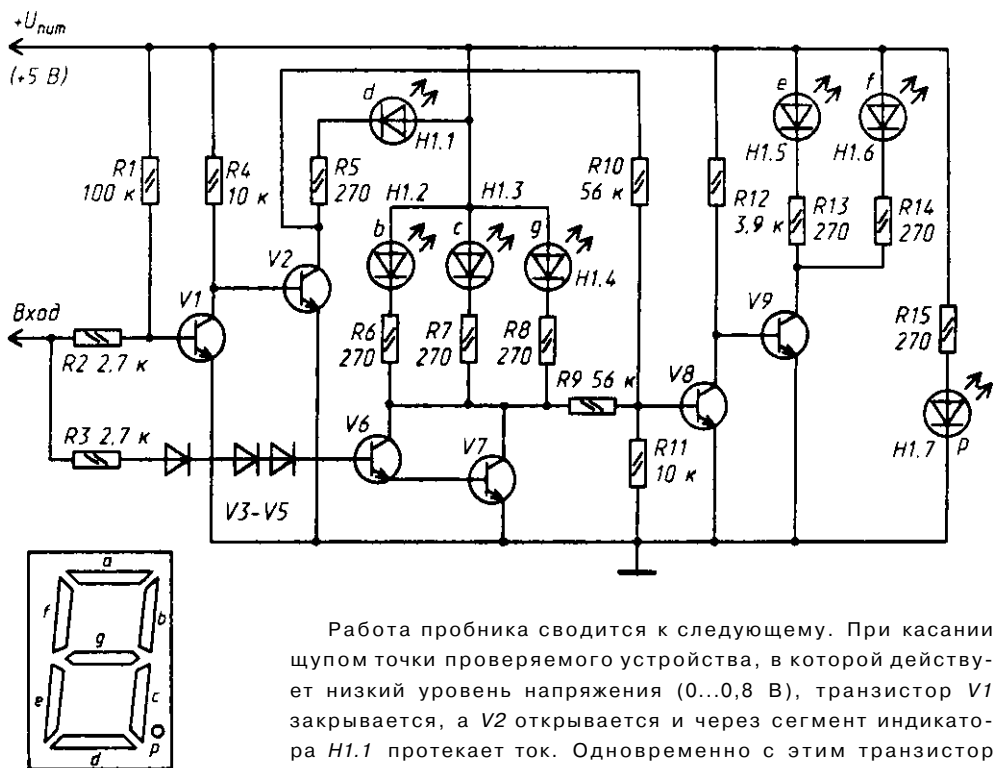 +Uпит
(+5 В)
d
H1.1
e
f
H1.5
H1.6
R1
100 к
R4
10 к
R5
270
R10
56 к
H1.2
H1.3
b
c
g
H1.4
R12
3,9 к
R13
270
R14
270
V2
V1
Вход
R2 2,7 к
R6
270
R7
270
R8
270
V9
R15
270
R9 56 к
V8
R3 2,7 к
V6
V7
R11
10 к
H1.7
p
V3-V5
a
f
b
g
e
c
p
d
Работа пробника сводится к следующему. При касании
щупом точки проверяемого устройства, в которой действу-
ет низкий уровень напряжения (0...0,8 В), транзистор V1
закрывается, а V2 открывается и через сегмент индикато-
ра H1.1 протекает ток. Одновременно с этим транзистор